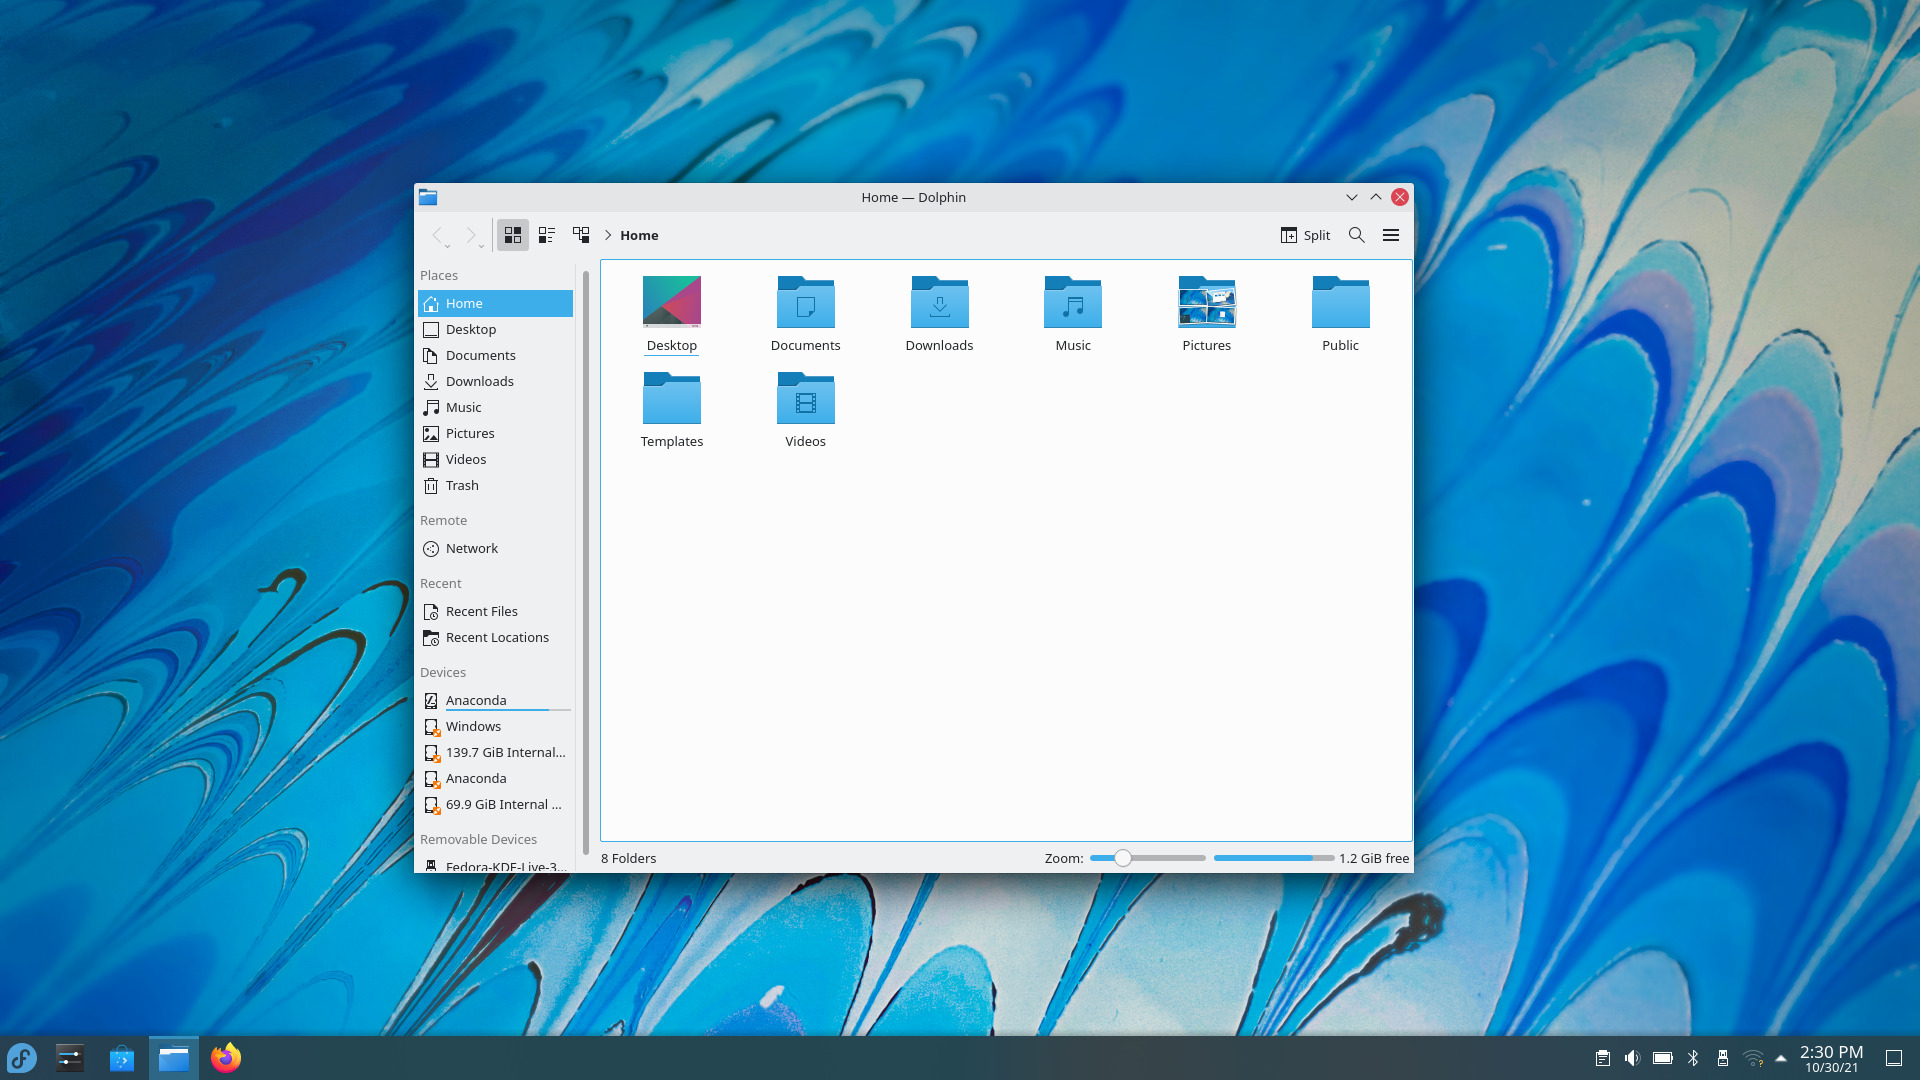 Home — Dolphin
Home
Split
Places
Home
Desktop
Documents
Downloads
Music
Pictures
Videos
Trash
Remote
Network
Recent
Recent Files
Recent Locations
Devices
Anaconda
Windows
139.7 GiB Internal...
Anaconda
69.9 GiB Internal ...
Removable Devices
Fedora-KDE-Live-3...
Desktop
Documents
Downloads
Music
Pictures
Public
Templates
Videos
8 Folders
Zoom:
1.2 GiB free
2:30 PM
10/30/21